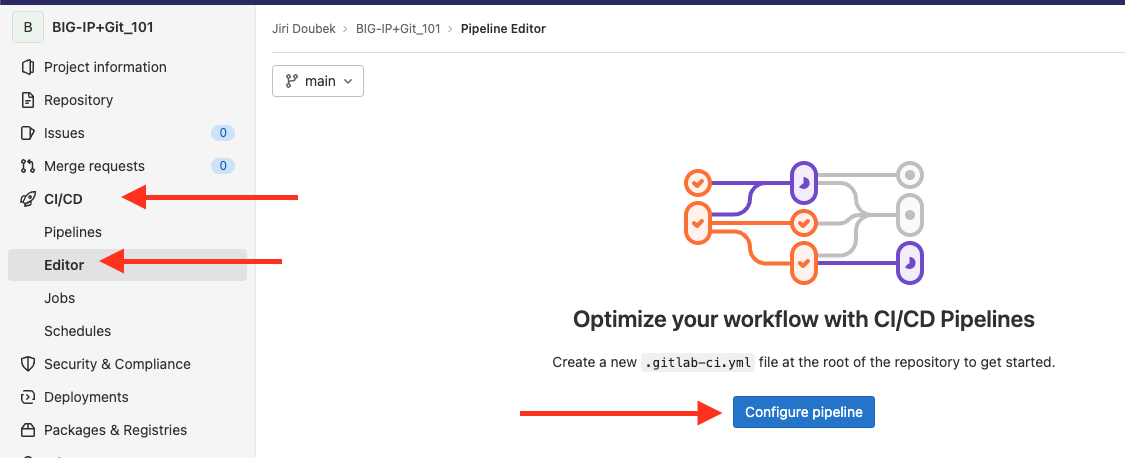 B BIG-IP+Git_101
Project information
Repository
Issues 0
Merge requests 0
CI/CD
Pipelines
Editor
Jobs
Schedules
Security & Compliance
Deployments
Packages & Registries
Jiri Doubek > BIG-IP+Git_101 > Pipeline Editor
main
Optimize your workflow with CI/CD Pipelines
Create a new .gitlab-ci.yml file at the root of the repository to get started.
Configure pipeline